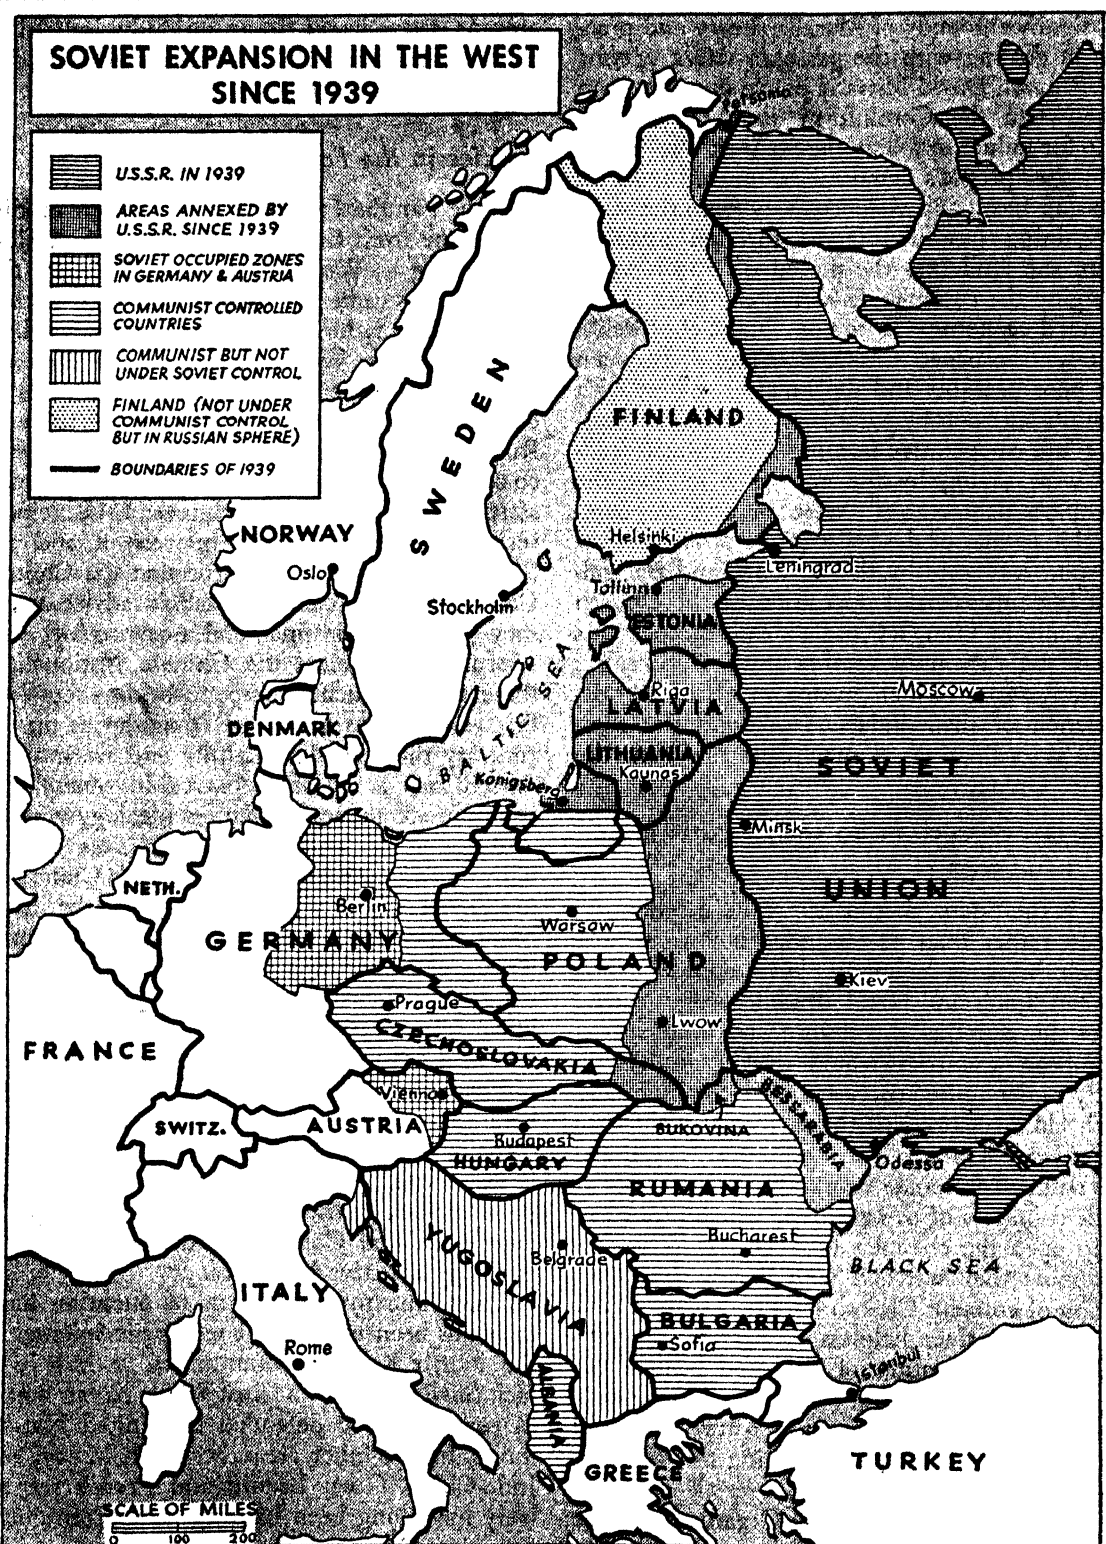 SOVIET EXPANSION IN THE WEST
SINCE 1939
U.S.S.R. IN 1939
AREAS ANNEXED BY
U.S.S.R. SINCE 1939
SOVIET OCCUPIED ZONES
IN GERMANY & AUSTRIA
COMMUNIST CONTROLLED
COUNTRIES
COMMUNIST BUT NOT
UNDER SOVIET CONTROL
FINLAND (NOT UNDER
COMMUNIST CONTROL
BUT IN RUSSIAN SPHERE)
BOUNDARIES OF 1939
Petsamo
FINLAND
SWEDEN
NORWAY
Helsinki
Leningrad
Oslo
Tallinn
Stockholm
ESTONIA
BALTIC SEA
Riga
LATVIA
Moscow
DENMARK
LITHUANIA
Kaunas
SOVIET
Königsberg
Minsk
NETH.
UNION
Berlin
Warsaw
GERMANY
POLAND
Kiev
Prague
Lwow
CZECHOSLOVAKIA
FRANCE
Vienna
BESSARABIA
SWITZ.
AUSTRIA
Budapest
BUKOVINA
HUNGARY
Odessa
RUMANIA
YUGOSLAVIA
Belgrade
Bucharest
BLACK SEA
ITALY
BULGARIA
Sofia
Rome
Istanbul
ALBANIA
TURKEY
GREECE
SCALE OF MILES
0 100 200